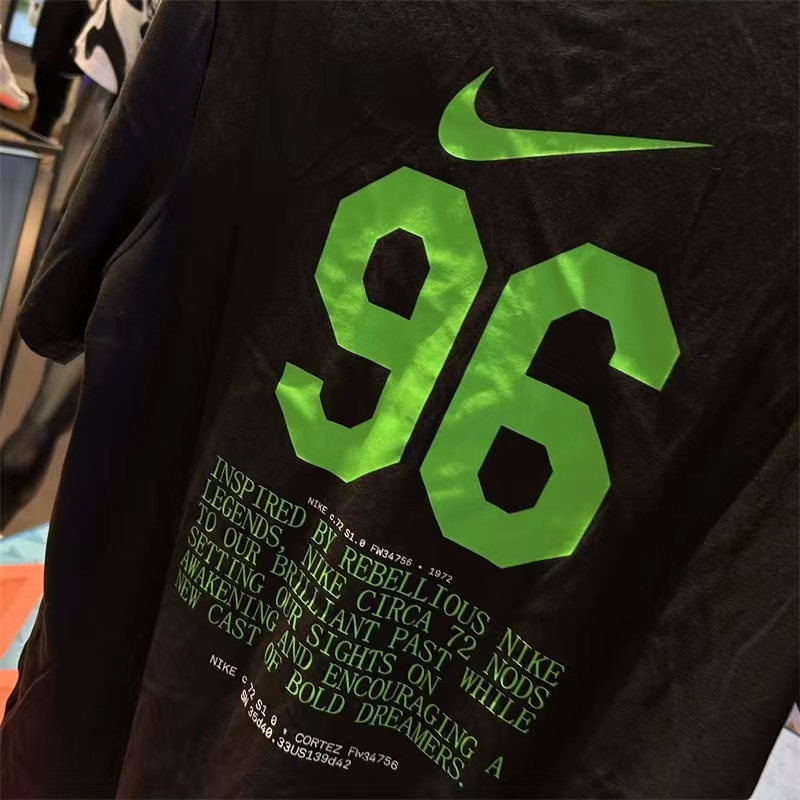 96
NIKE c.72 S1.0 FW34756 • 1972
INSPIRED BY REBELLIOUS NIKE
LEGENDS, NIKE CIRCA 72 NODS
TO OUR BRILLIANT PAST WHILE
SETTING OUR SIGHTS ON
AWAKENING AND ENCOURAGING A
NEW CAST OF BOLD DREAMERS.
NIKE c.72 S1.0 • CORTEZ FW34756
SW 35d40.33US139d42